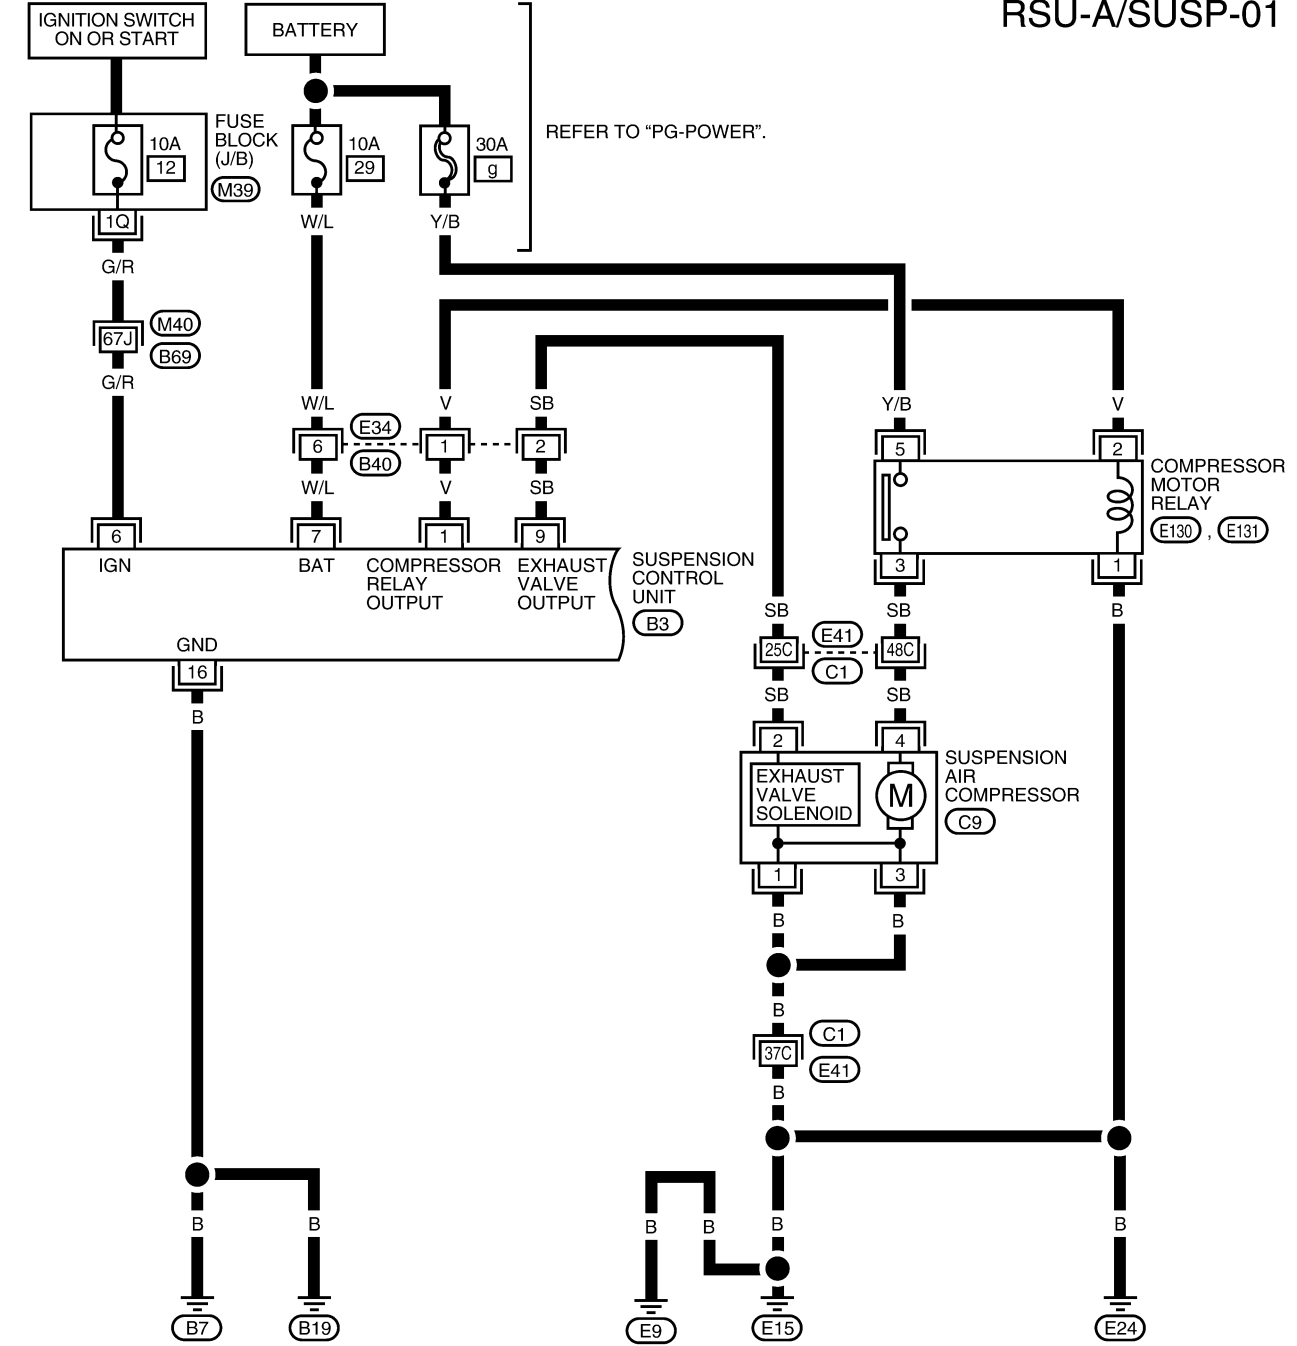 RSU-A/SUSP-01
IGNITION SWITCH
ON OR START
BATTERY
FUSE
BLOCK
(J/B)
M39
10A
12
10A
29
30A
g
REFER TO “PG-POWER”.
1Q
W/L
Y/B
G/R
67J
M40
B69
G/R
W/L
V
SB
Y/B
V
6
E34
B40
1
2
5
2
W/L
V
SB
COMPRESSOR
MOTOR
RELAY
E130 , E131
6
7
1
9
3
1
IGN
BAT
COMPRESSOR
RELAY
OUTPUT
EXHAUST
VALVE
OUTPUT
SUSPENSION
CONTROL
UNIT
B3
GND
16
SB
SB
B
25C
E41
C1
48C
SB
SB
B
2
4
EXHAUST
VALVE
SOLENOID
M
SUSPENSION
AIR
COMPRESSOR
C9
1
3
B
B
B
37C
C1
E41
B
B
B
B
B
B
B
B7
B19
E9
E15
E24